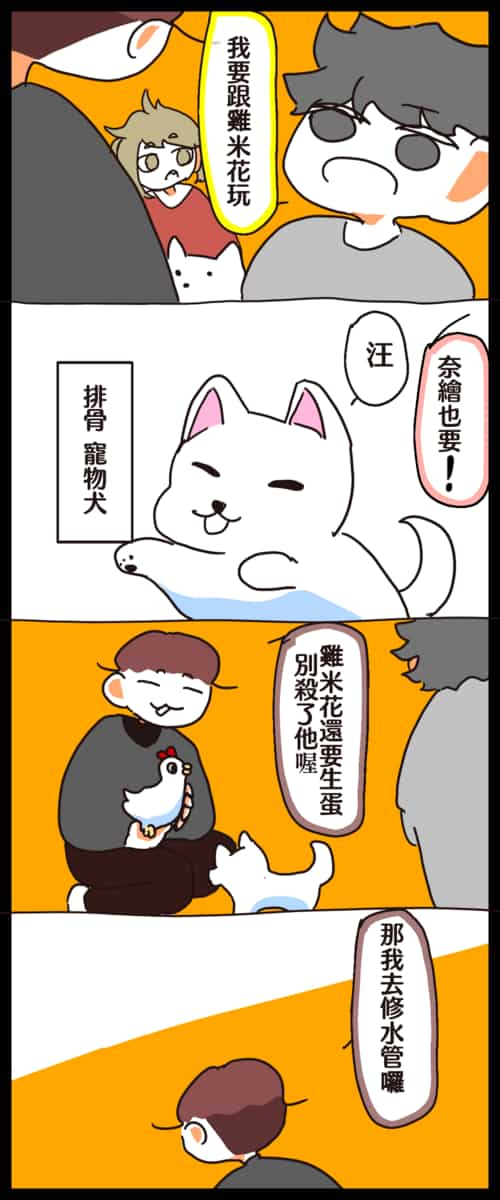 我要跟雞米花玩
奈繪也要！
汪
排骨 寵物犬
雞米花還要生蛋
別殺了他喔
那我去修水管囉